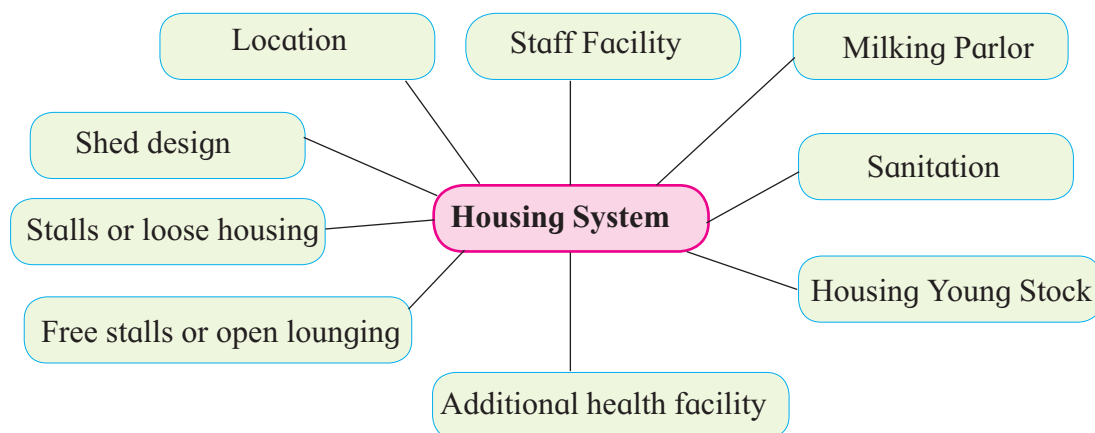 Location
Staff Facility
Milking Parlor
Shed design
Sanitation
Stalls or loose housing
Housing System
Housing Young Stock
Free stalls or open lounging
Additional health facility